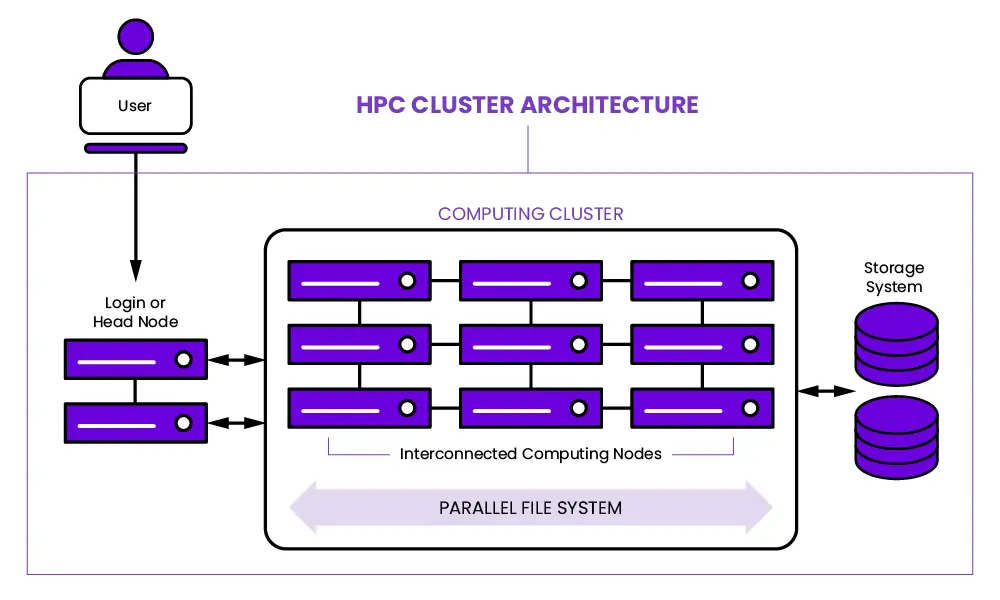 User
HPC CLUSTER ARCHITECTURE
COMPUTING CLUSTER
Login or
Head Node
Storage
System
Interconnected Computing Nodes
PARALLEL FILE SYSTEM